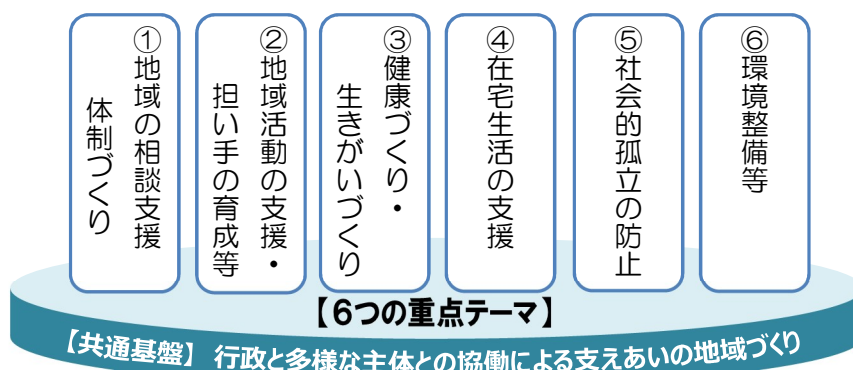 ①地域の相談支援
体制づくり
②地域活動の支援・
担い手の育成等
③健康づくり・
生きがいづくり
④在宅生活の支援
⑤社会的孤立の防止
⑥環境整備等
【6つの重点テーマ】
【共通基盤】 行政と多様な主体との協働による支えあいの地域づくり